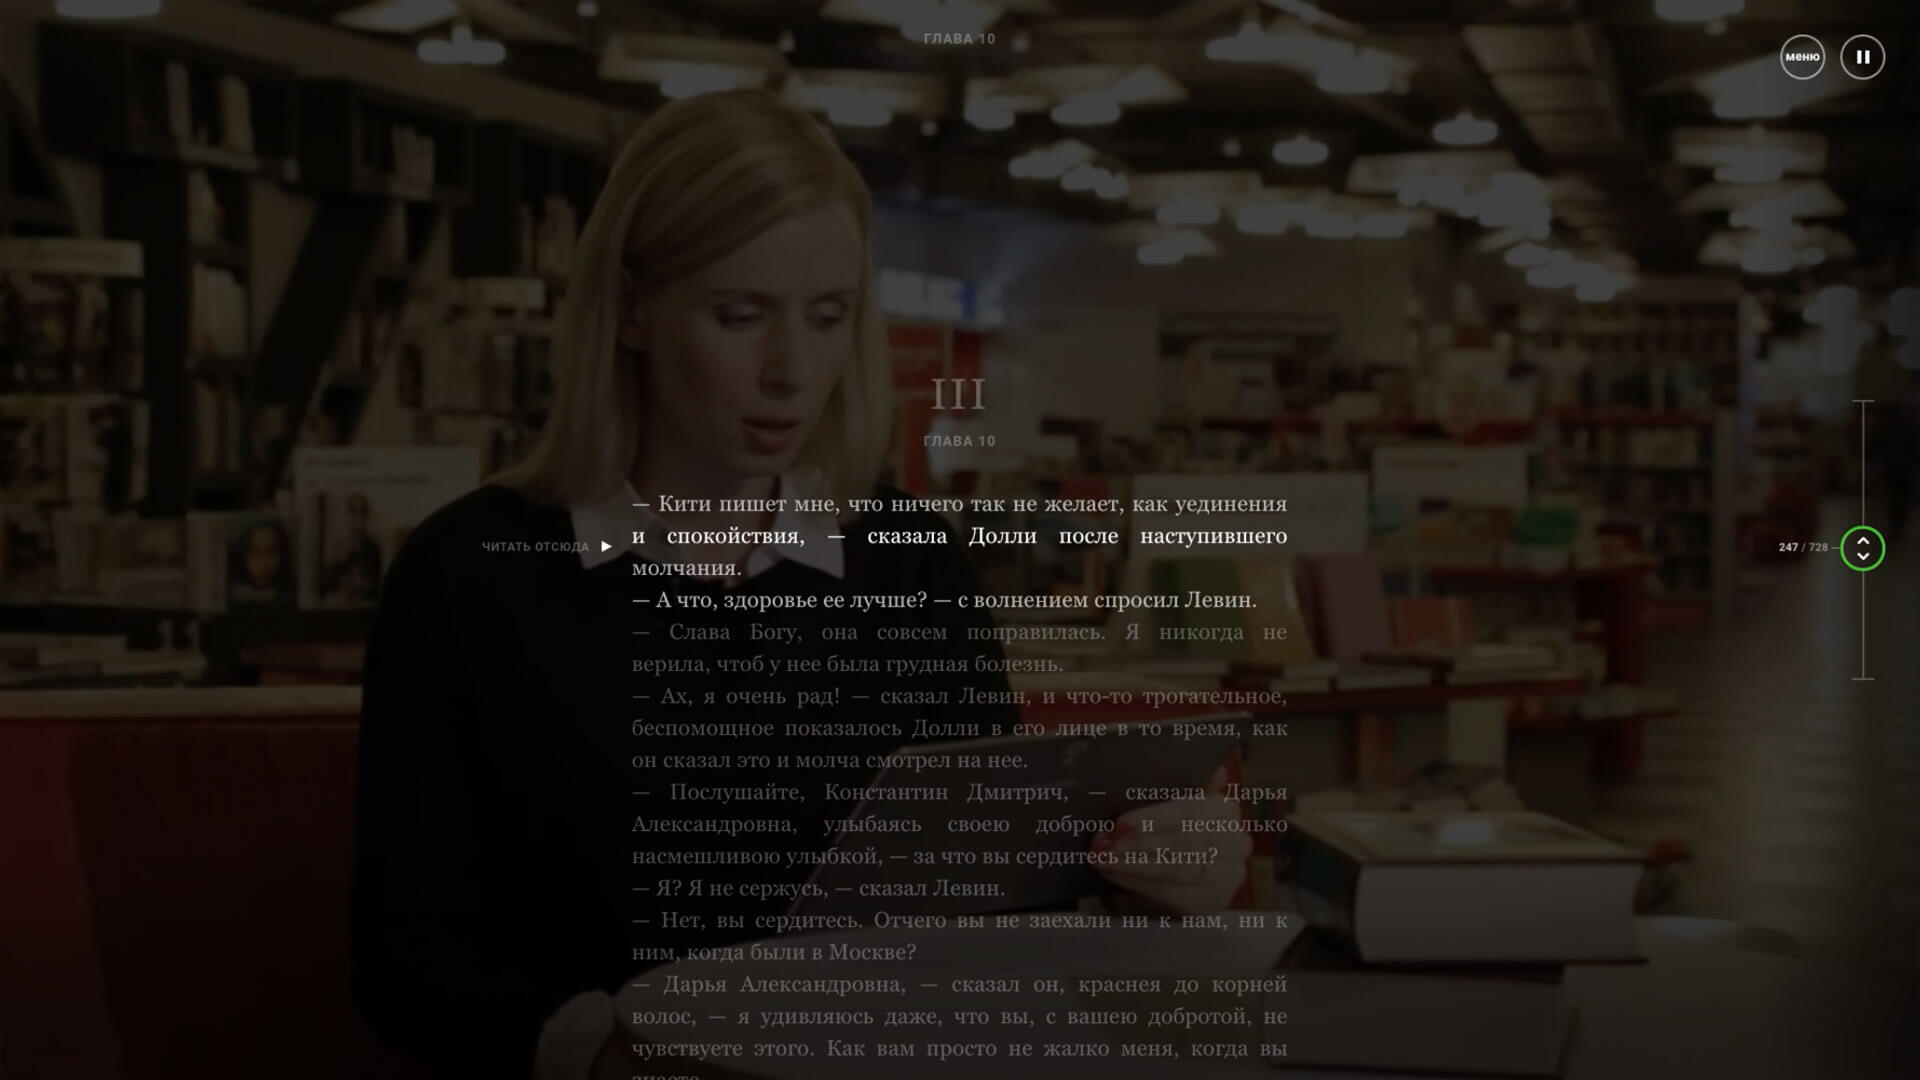 ГЛАВА 10
меню
III
ГЛАВА 10
— Кити пишет мне, что ничего так не желает, как уединения
и спокойствия, — сказала Долли после наступившего
молчания.
ЧИТАТЬ ОТСЮДА
247 / 728
— А что, здоровье ее лучше? — с волнением спросил Левин.
— Слава Богу, она совсем поправилась. Я никогда не
верила, чтоб у нее была грудная болезнь.
— Ах, я очень рад! — сказал Левин, и что-то трогательное,
беспомощное показалось Долли в его лице в то время, как
он сказал это и молча смотрел на нее.
— Послушайте, Константин Дмитрич, — сказала Дарья
Александровна, улыбаясь своею доброю и несколько
насмешливою улыбкой, — за что вы сердитесь на Кити?
— Я? Я не сержусь, — сказал Левин.
— Нет, вы сердитесь. Отчего вы не заехали ни к нам, ни к
ним, когда были в Москве?
— Дарья Александровна, — сказал он, краснея до корней
волос, — я удивляюсь даже, что вы, с вашею добротой, не
чувствуете этого. Как вам просто не жалко меня, когда вы